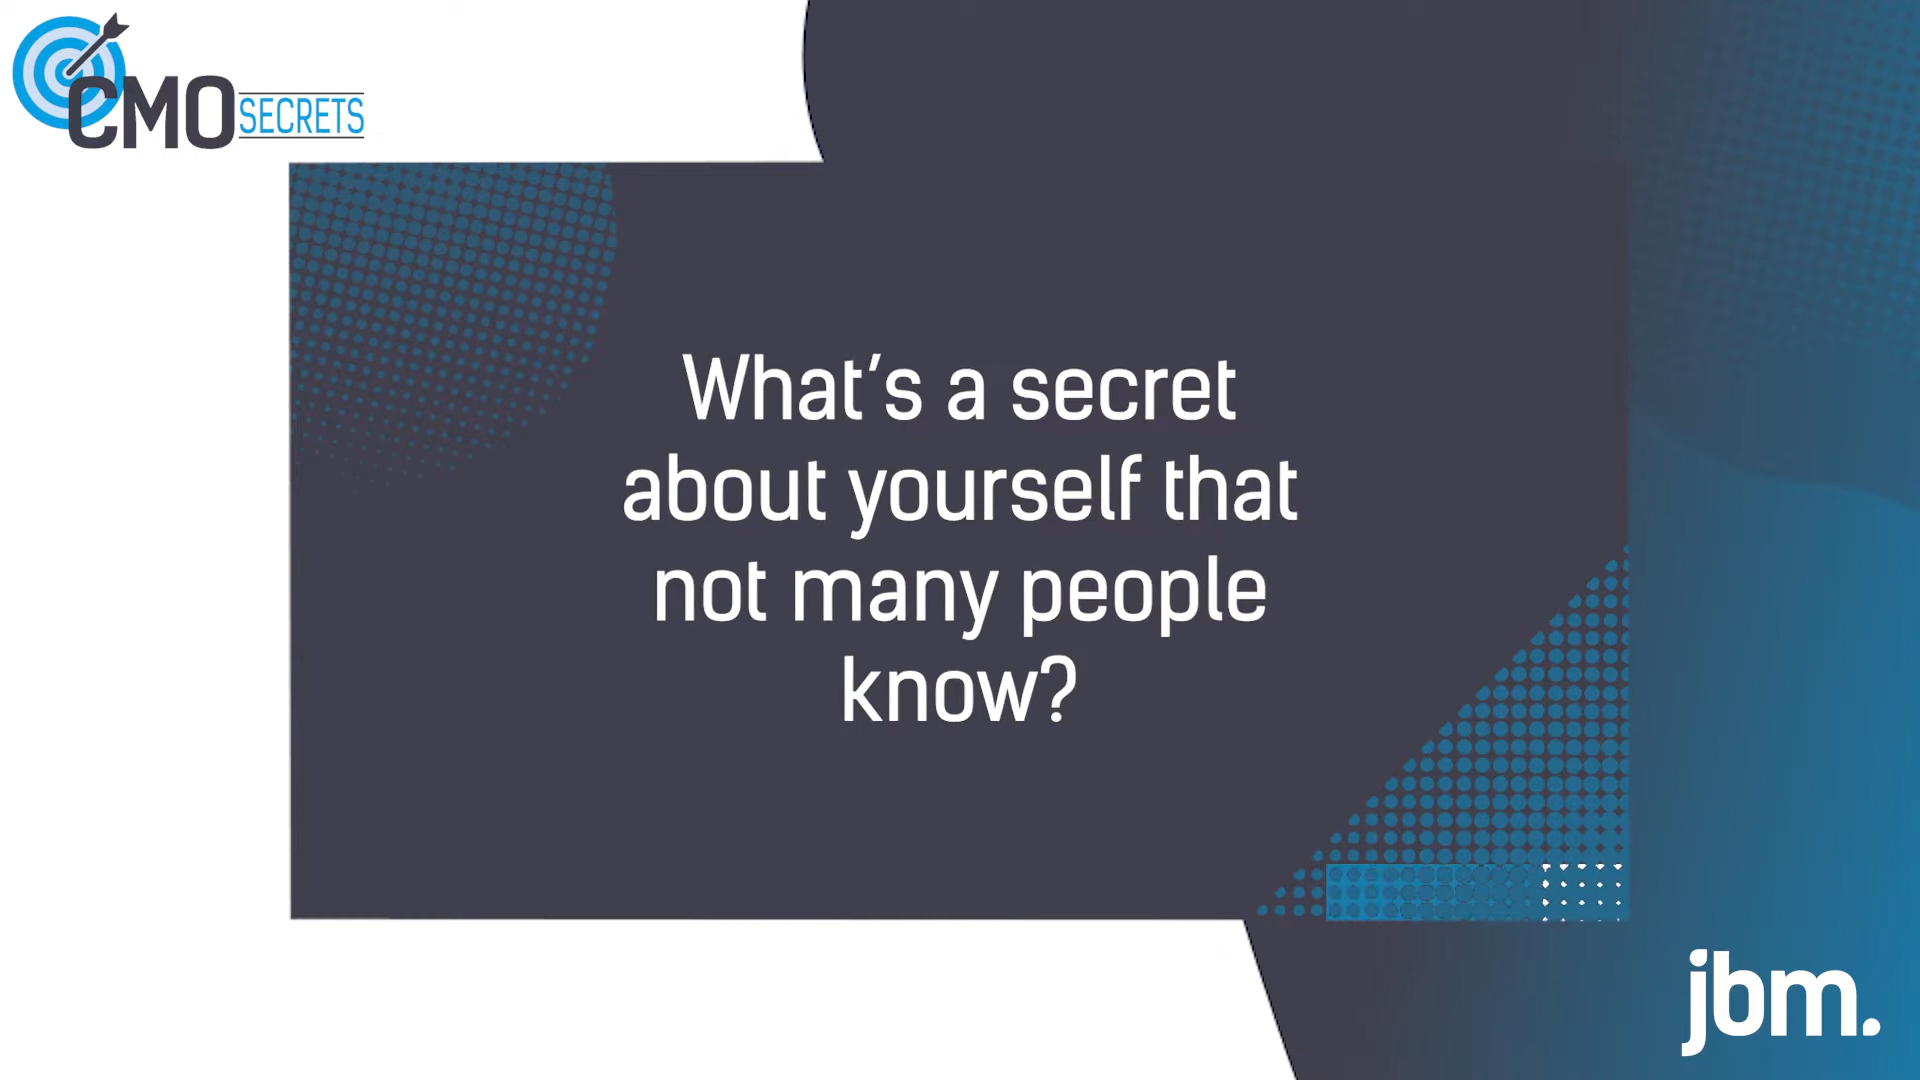 CMO SECRETS
What's a secret
about yourself that
not many people
know?
jbm.